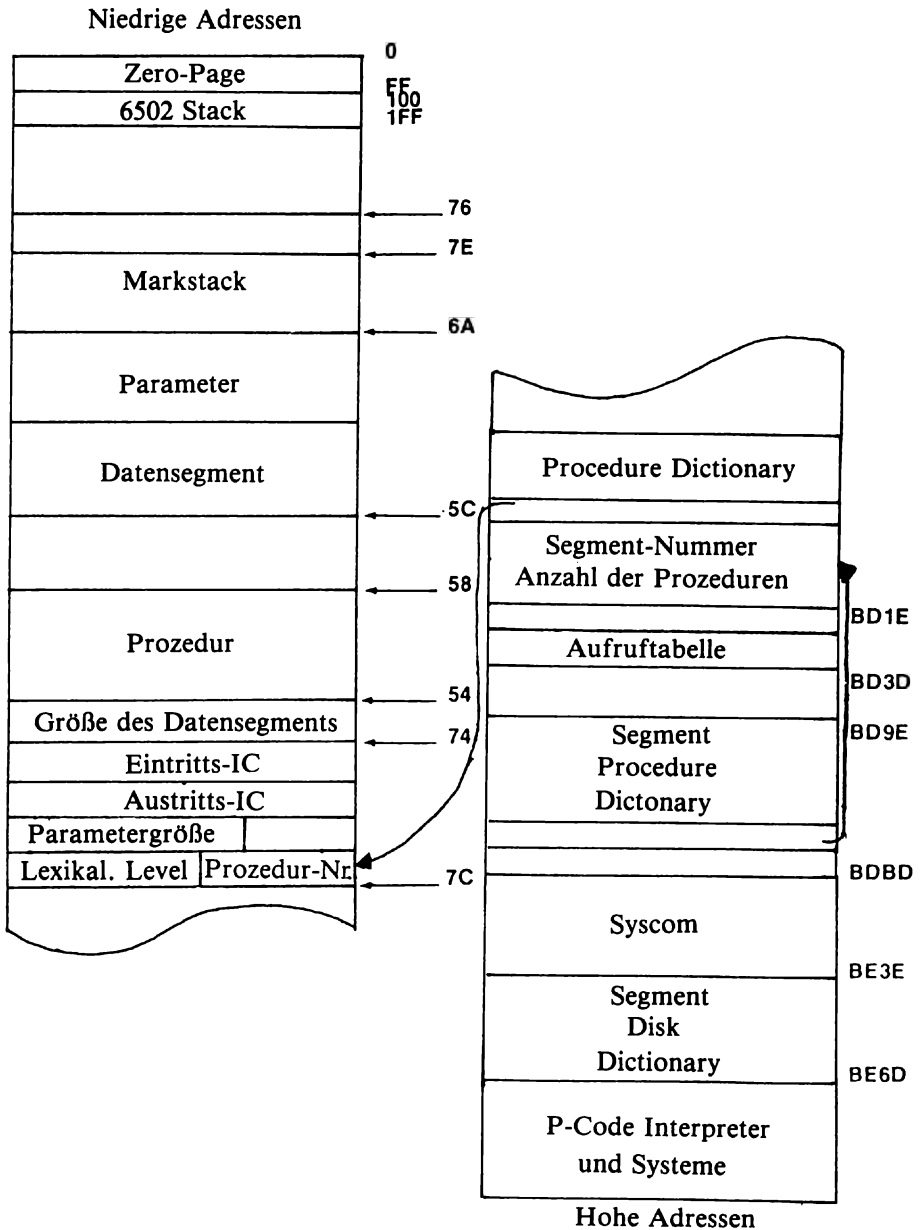 Niedrige Adressen
0
Zero-Page
FF
100
6502 Stack
1FF
76
7E
Markstack
6A
Parameter
Datensegment
5C
58
Prozedur
54
Größe des Datensegments
74
Eintritts-IC
Austritts-IC
Parametergröße
Lexikal. Level
Prozedur-Nr.
7C
Procedure Dictionary
Segment-Nummer
Anzahl der Prozeduren
BD1E
Aufruftabelle
BD3D
BD9E
Segment
Procedure
Dictonary
BDBD
Syscom
BE3E
Segment
Disk
Dictionary
BE6D
P-Code Interpreter
und Systeme
Hohe Adressen